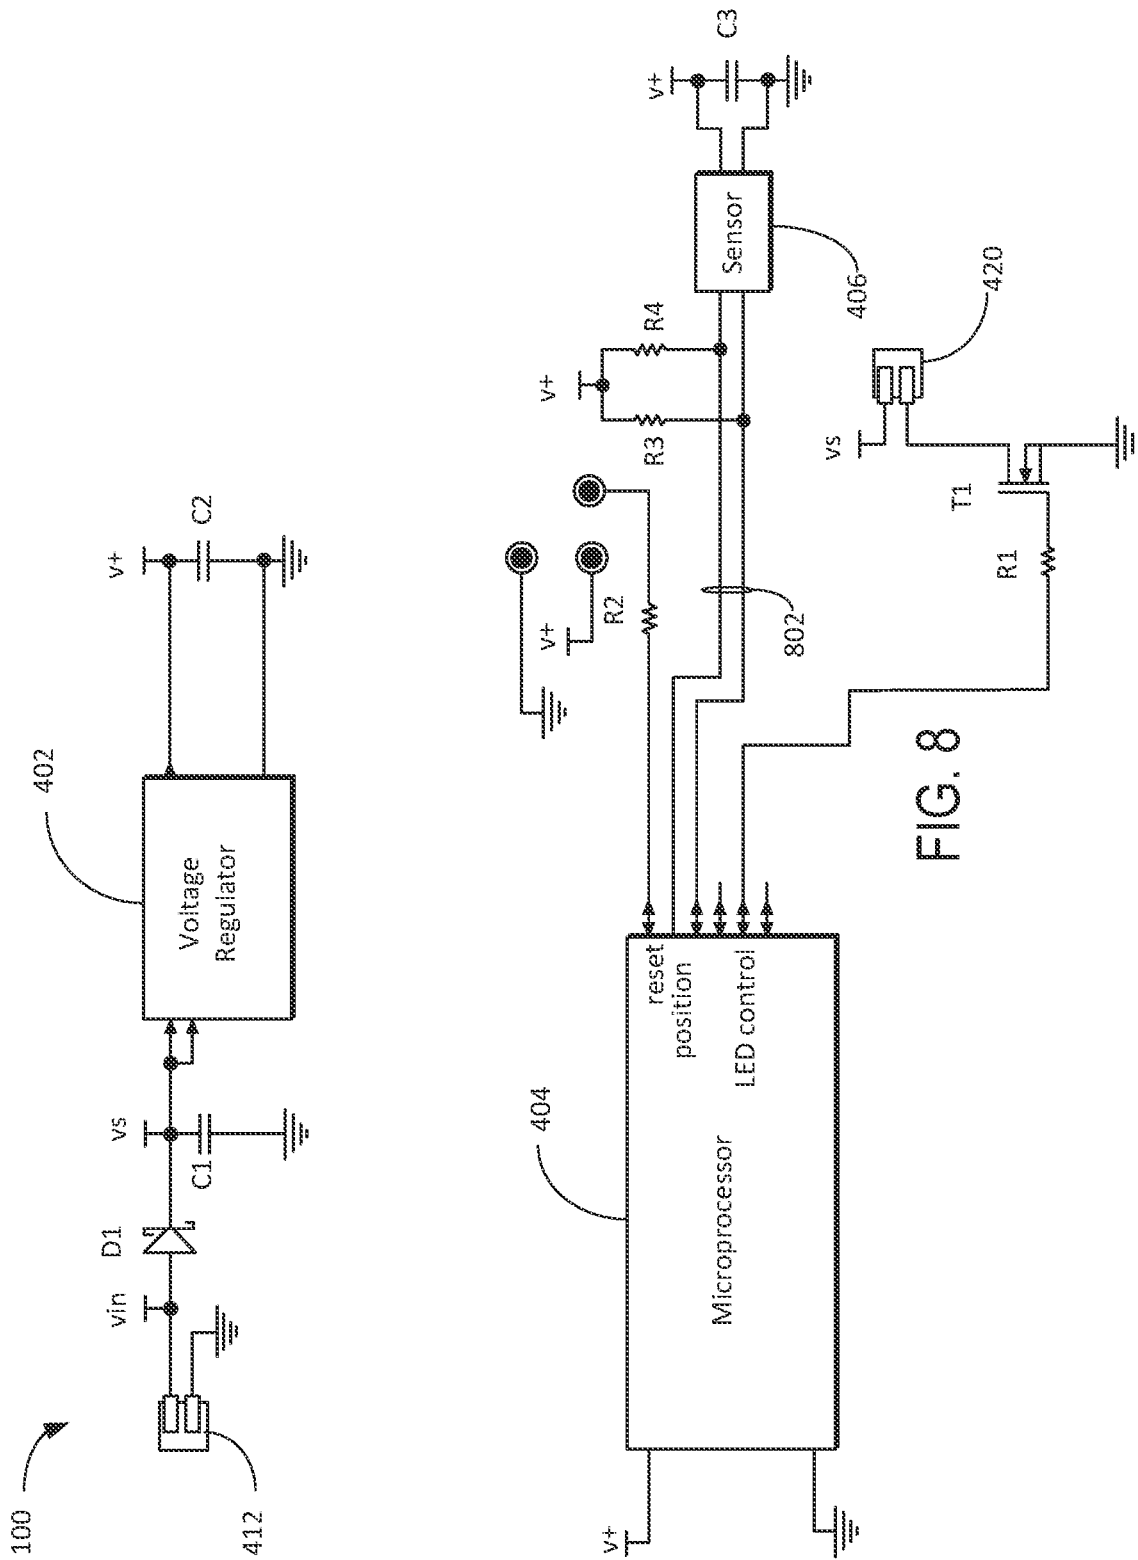 100
412
vin
D1
vs
C1
402
Voltage
Regulator
v+
C2
v+
404
Microprocessor
reset
position
LED control
v+
R2
802
v+
R3
R4
Sensor
406
v+
C3
vs
420
T1
R1
FIG. 8